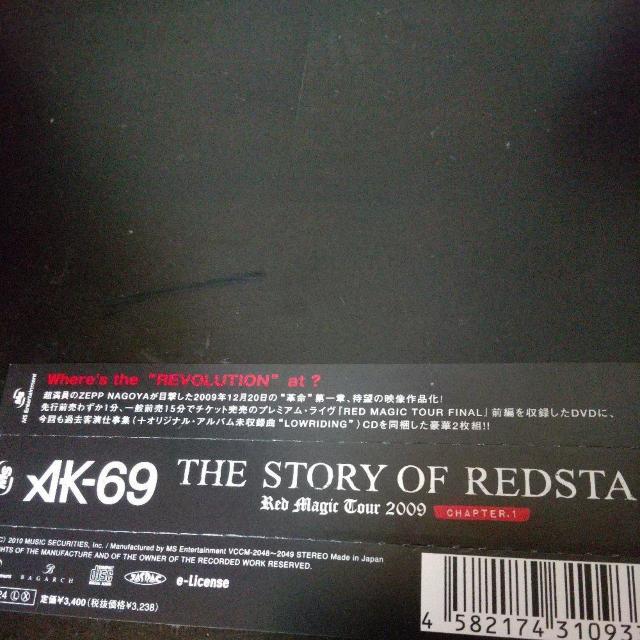 Where's the "REVOLUTION" at ?
超満員のZEPP NAGOYAが目撃した2009年12月20日の"革命"第一章、待望の映像作品化!
先行前売わずか1分、一般前売15分でチケット完売のプレミアム・ライヴ「RED MAGIC TOUR FINAL」前編を収録したDVDに、
今回も過去客演仕事集(+オリジナル・アルバム未収録曲"LOWRIDING")CDを同梱した豪華2枚組!!
MS Entertainment
AK-69 THE STORY OF REDSTA
Red Magic Tour 2009 CHAPTER.1
C) 2010 MUSIC SECURITIES, Inc. / Manufactured by MS Entertainment VCCM-2048~2049 STEREO Made in Japan
GHTS OF THE MANUFACTURE AND OF THE OWNER OF THE RECORDED WORK RESERVED.
BAGARCH disc e-License
24 L X 定価¥3,400(税抜価格¥3,238)
4 582174 31093